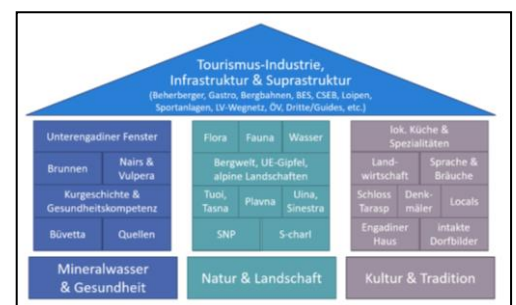 Tourismus-Industrie,
Infrastruktur & Suprastruktur
(Beherberger, Gastro, Bergbahnen, BES, CSEB, Loipen,
Sportanlagen, LV-Wegnetz, ÖV, Dritte/Guides, etc.)
Unterengadiner Fenster
Brunnen
Nairs &
Vulpera
Kurgeschichte &
Gesundheitskompetenz
Büvetta
Quellen
Mineralwasser
& Gesundheit
Flora
Fauna
Wasser
Bergwelt, UE-Gipfel,
alpine Landschaften
Tuoi,
Tasna
Plavna
Uina,
Sinestra
SNP
S-charl
Natur & Landschaft
lok. Küche &
Spezialitäten
Land-
wirtschaft
Sprache &
Bräuche
Schloss
Tarasp
Denk-
mäler
Locals
Engadiner
Haus
intakte
Dorfbilder
Kultur & Tradition